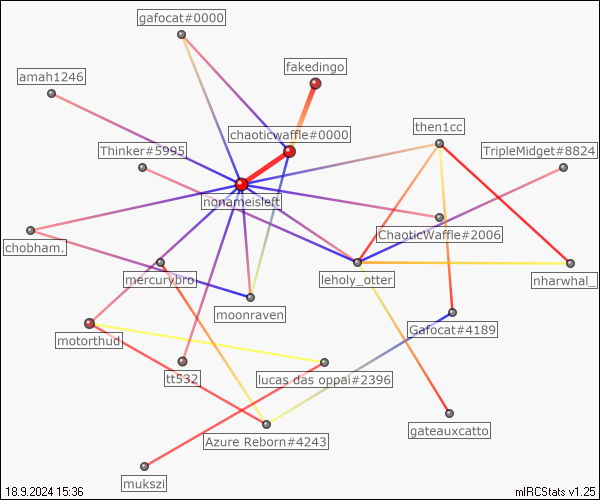 gafocat#0000
fakedingo
amah1246
then1cc
chaoticwaffle#0000
Thinker#5995
TripleMidget#8824
nonameisleft
ChaoticWaffle#2006
chobham.
mercurybro
leholy_otter
nharwhal_
moonraven
Gafocat#4189
motorthud
tt532
lucas das oppai#2396
gateauxcatto
Azure Reborn#4243
mukszi
18.9.2024 15:36
mIRCStats v1.25